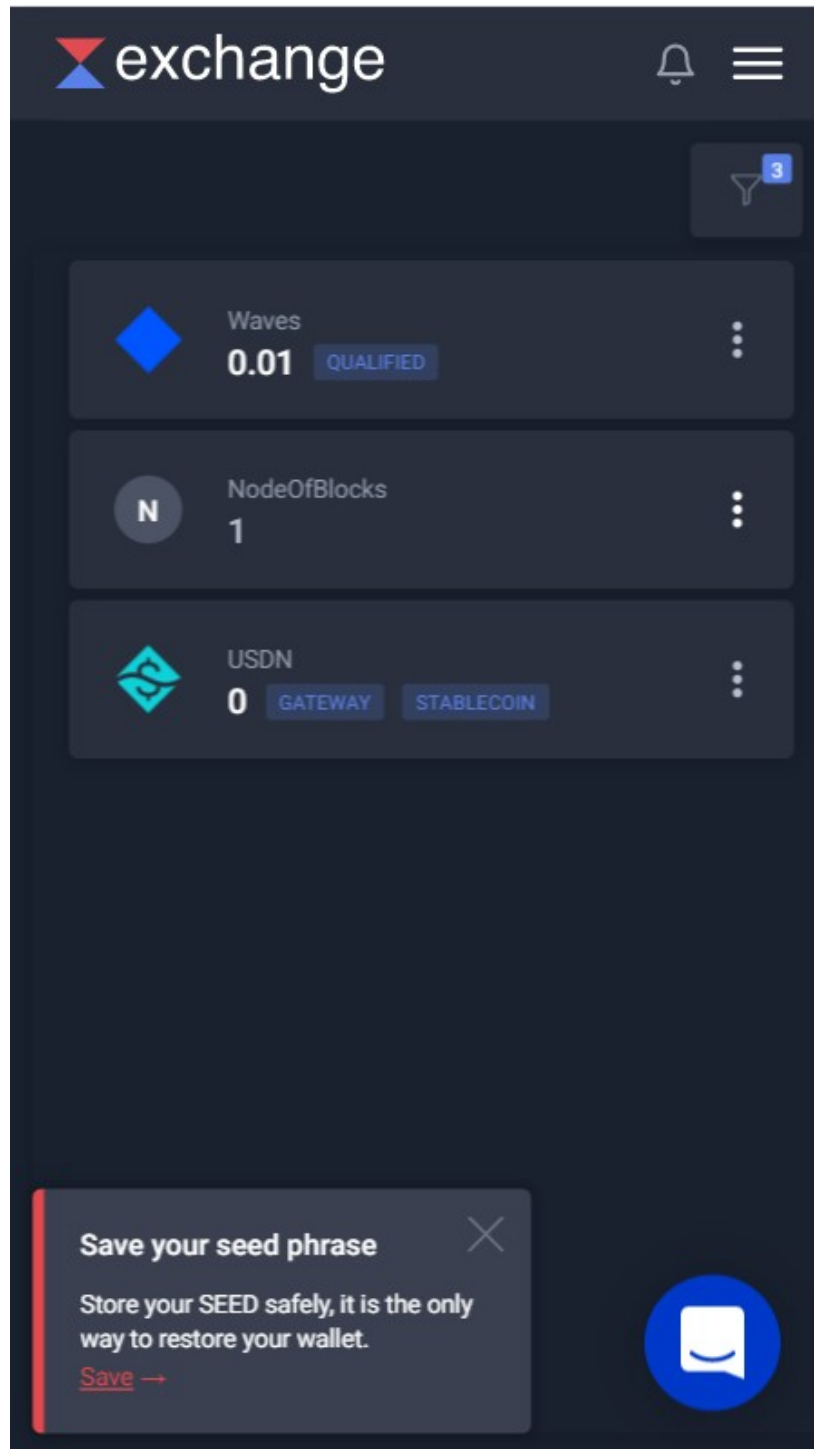 exchange
3
Waves
0.01 QUALIFIED
N
NodeOfBlocks
1
USDN
0 GATEWAY STABLECOIN
Save your seed phrase
Store your SEED safely, it is the only
way to restore your wallet.
Save →